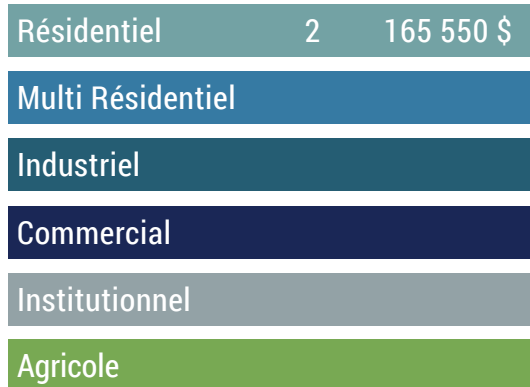 Résidentiel 2 165 550 $
Multi Résidentiel
Industriel
Commercial
Institutionnel
Agricole